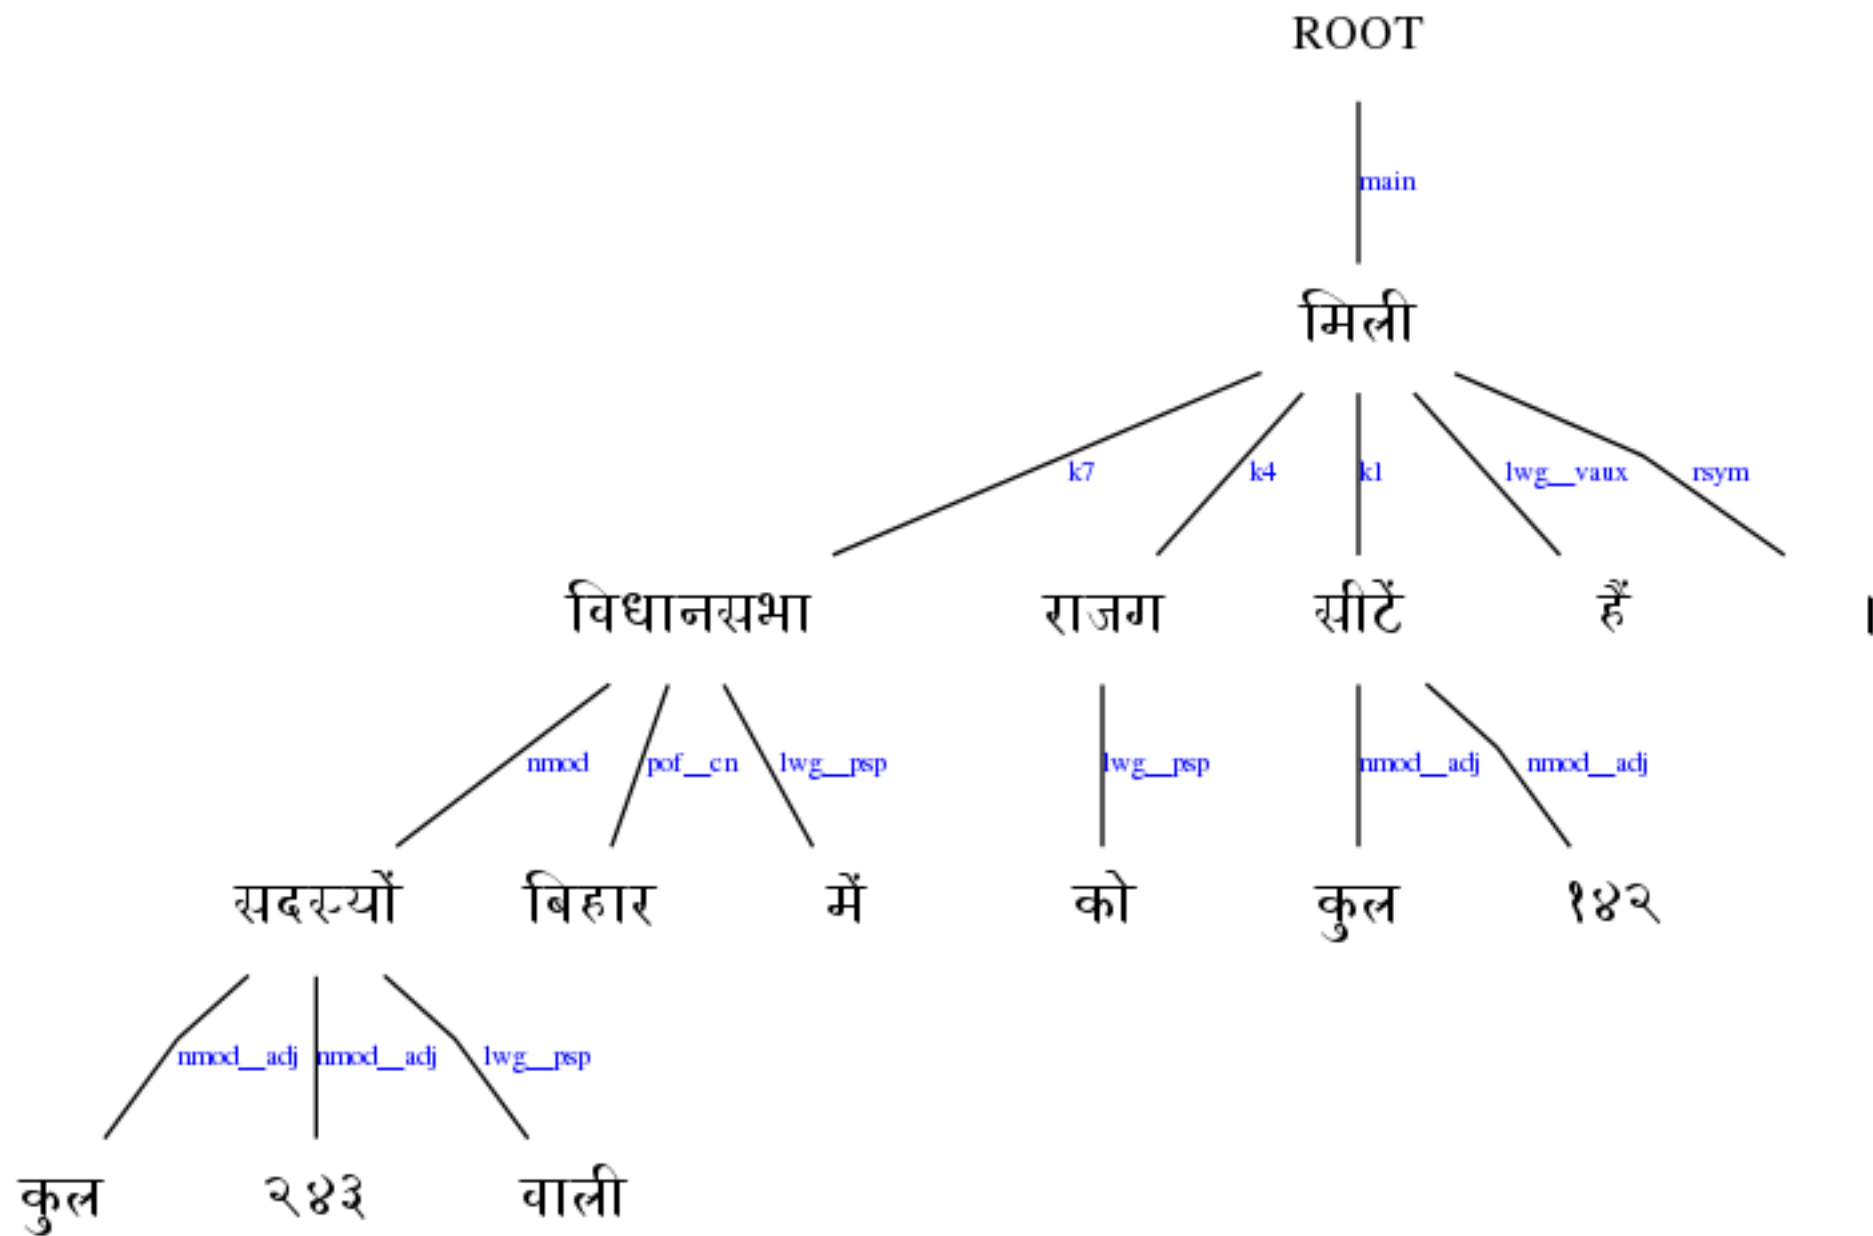 ROOT
main
मिली
k7 k4 k1 lwg__vaux rsym
विधानसभा राजग सीटें हैं ।
nmod pof__cn lwg__psp lwg__psp nmod__adj nmod__adj
सदस्यों बिहार में को कुल १४२
nmod__adj nmod__adj lwg__psp
कुल २४३ वाली